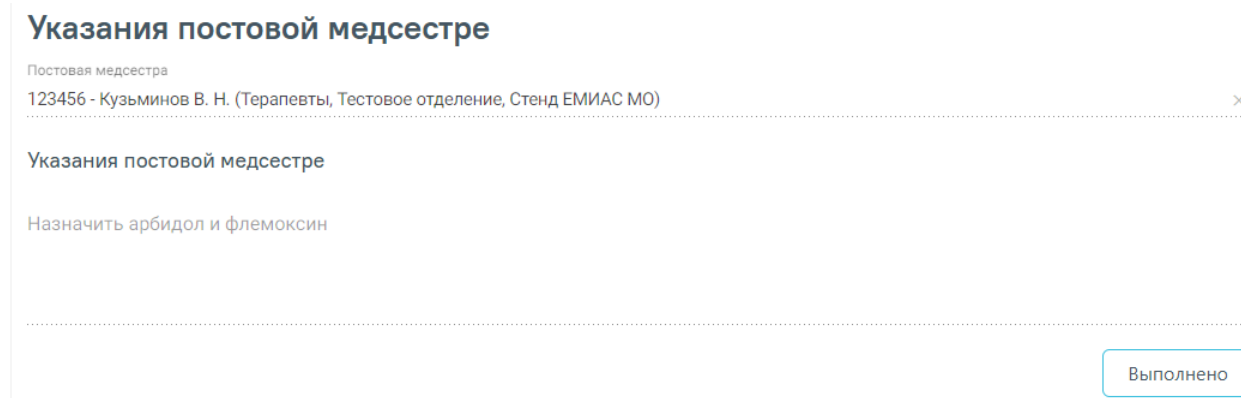 Указания постовой медсестре
Постовая медсестра
123456 - Кузьминов В. Н. (Терапевты, Тестовое отделение, Стенд ЕМИАС МО)
Указания постовой медсестре
Назначить арбидол и флемоксин
Выполнено